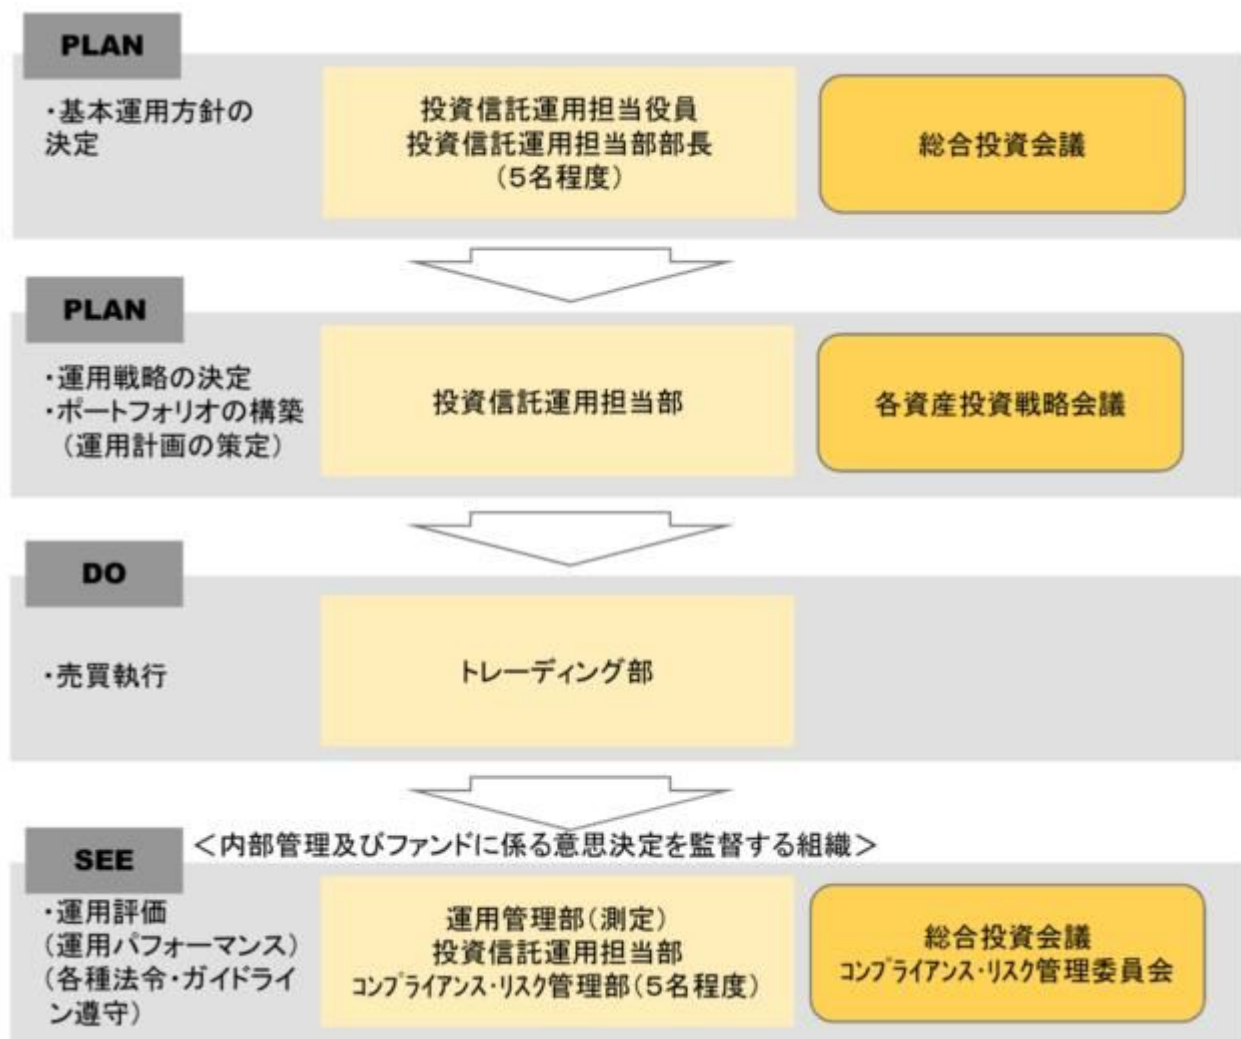 PLAN
・基本運用方針の
決定
投資信託運用担当役員
投資信託運用担当部部長
（５名程度）
総合投資会議
PLAN
・運用戦略の決定
・ポートフォリオの構築
（運用計画の策定）
投資信託運用担当部
各資産投資戦略会議
DO
・売買執行
トレーディング部
SEE
＜内部管理及びファンドに係る意思決定を監督する組織＞
・運用評価
（運用パフォーマンス）
（各種法令・ガイドライ
ン遵守）
運用管理部（測定）
投資信託運用担当部
ｺﾝﾌﾟﾗｲｱﾝｽ・ﾘｽｸ管理部（５名程度）
総合投資会議
ｺﾝﾌﾟﾗｲｱﾝｽ・ﾘｽｸ管理委員会